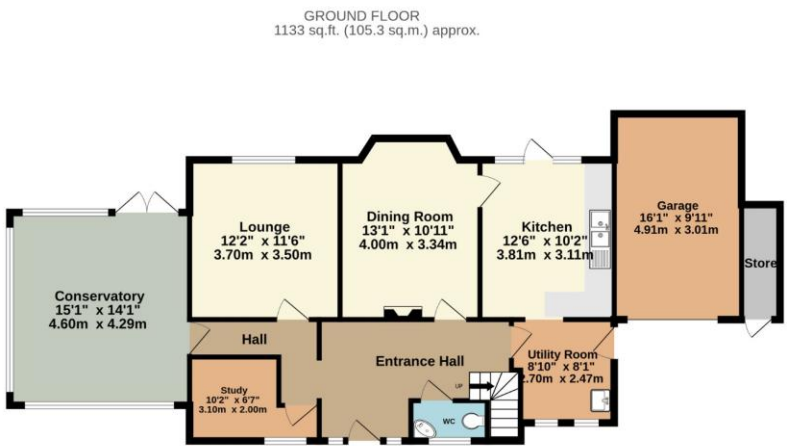 GROUND FLOOR
1133 sq.ft. (105.3 sq.m.) approx.
Lounge
12'2" x 11'6"
3.70m x 3.50m
Dining Room
13'1" x 10'11"
4.00m x 3.34m
Kitchen
12'6" x 10'2"
3.81m x 3.11m
Garage
16'1" x 9'11"
4.91m x 3.01m
Store
Conservatory
15'1" x 14'1"
4.60m x 4.29m
Hall
Entrance Hall
Utility Room
8'10" x 8'1"
2.70m x 2.47m
UP
Study
10'2" x 6'7"
3.10m x 2.00m
WC